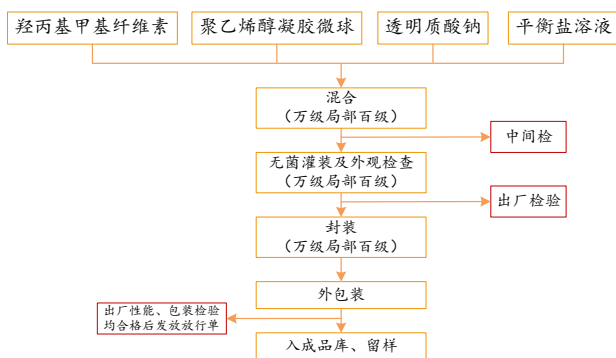 羟丙基甲基纤维素
聚乙烯醇凝胶微球
透明质酸钠
平衡盐溶液
混合
（万级局部百级）
中间检
无菌灌装及外观检查
（万级局部百级）
出厂检验
封装
（万级局部百级）
外包装
出厂性能、包装检验
均合格后发放放行单
入成品库、留样